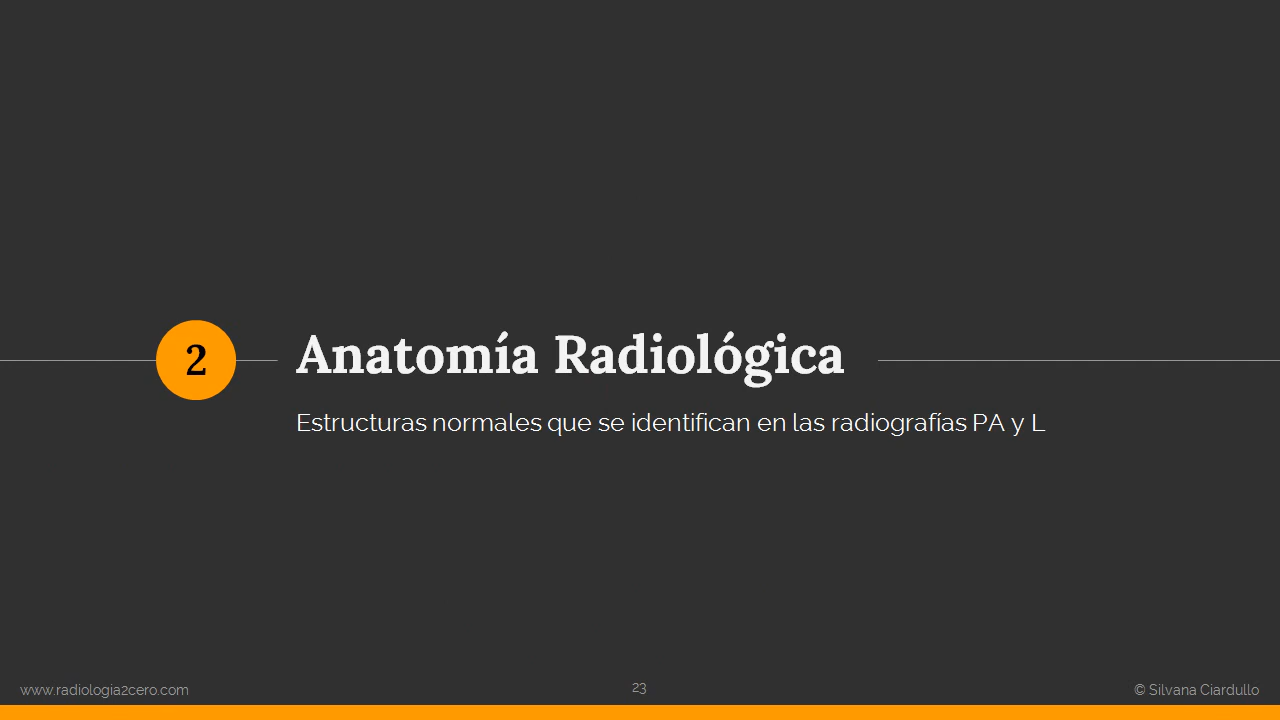 2
Anatomía Radiológica
Estructuras normales que se identifican en las radiografías PA y L
www.radiologia2cero.com
23
© Silvana Ciardullo